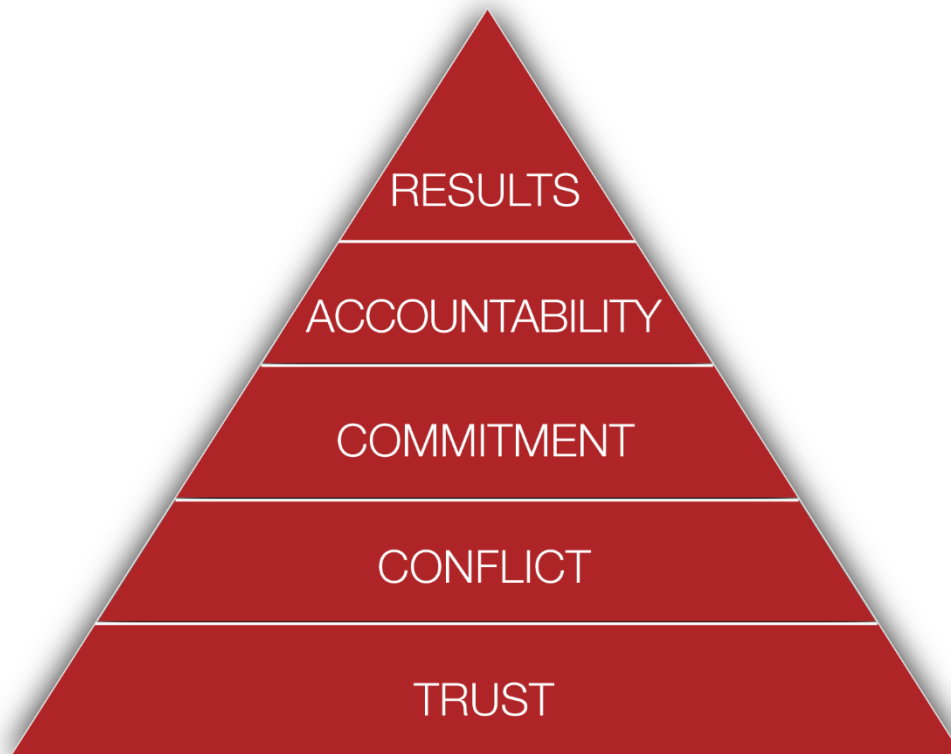 RESULTS
ACCOUNTABILITY
COMMITMENT
CONFLICT
TRUST